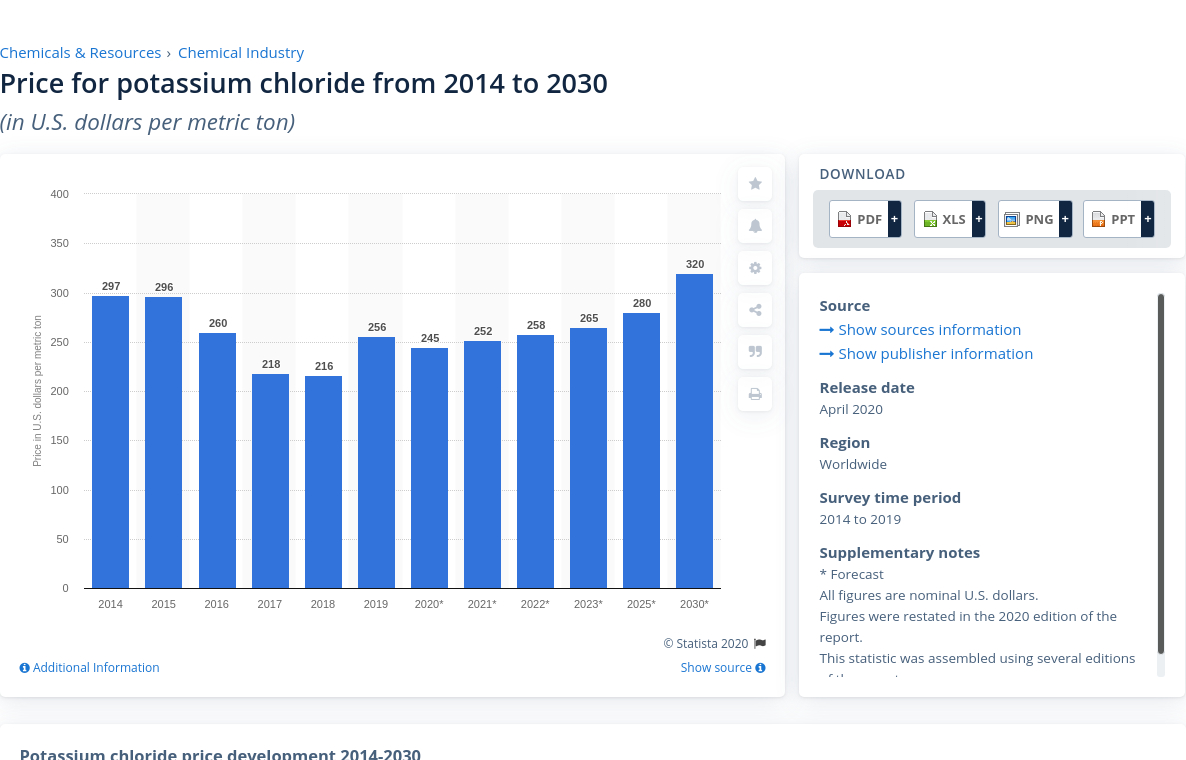 Chemicals & Resources › Chemical Industry
Price for potassium chloride from 2014 to 2030
(in U.S. dollars per metric ton)
400
350
300
250
200
150
100
50
0
Price in U.S. dollars per metric ton
297
296
260
218
216
256
245
252
258
265
280
320
2014 2015 2016 2017 2018 2019 2020* 2021* 2022* 2023* 2025* 2030*
© Statista 2020
Additional Information
Show source
DOWNLOAD
PDF + XLS + PNG + PPT +
Source
Show sources information
Show publisher information
Release date
April 2020
Region
Worldwide
Survey time period
2014 to 2019
Supplementary notes
* Forecast
All figures are nominal U.S. dollars.
Figures were restated in the 2020 edition of the
report.
This statistic was assembled using several editions
Potassium chloride price development 2014-2030